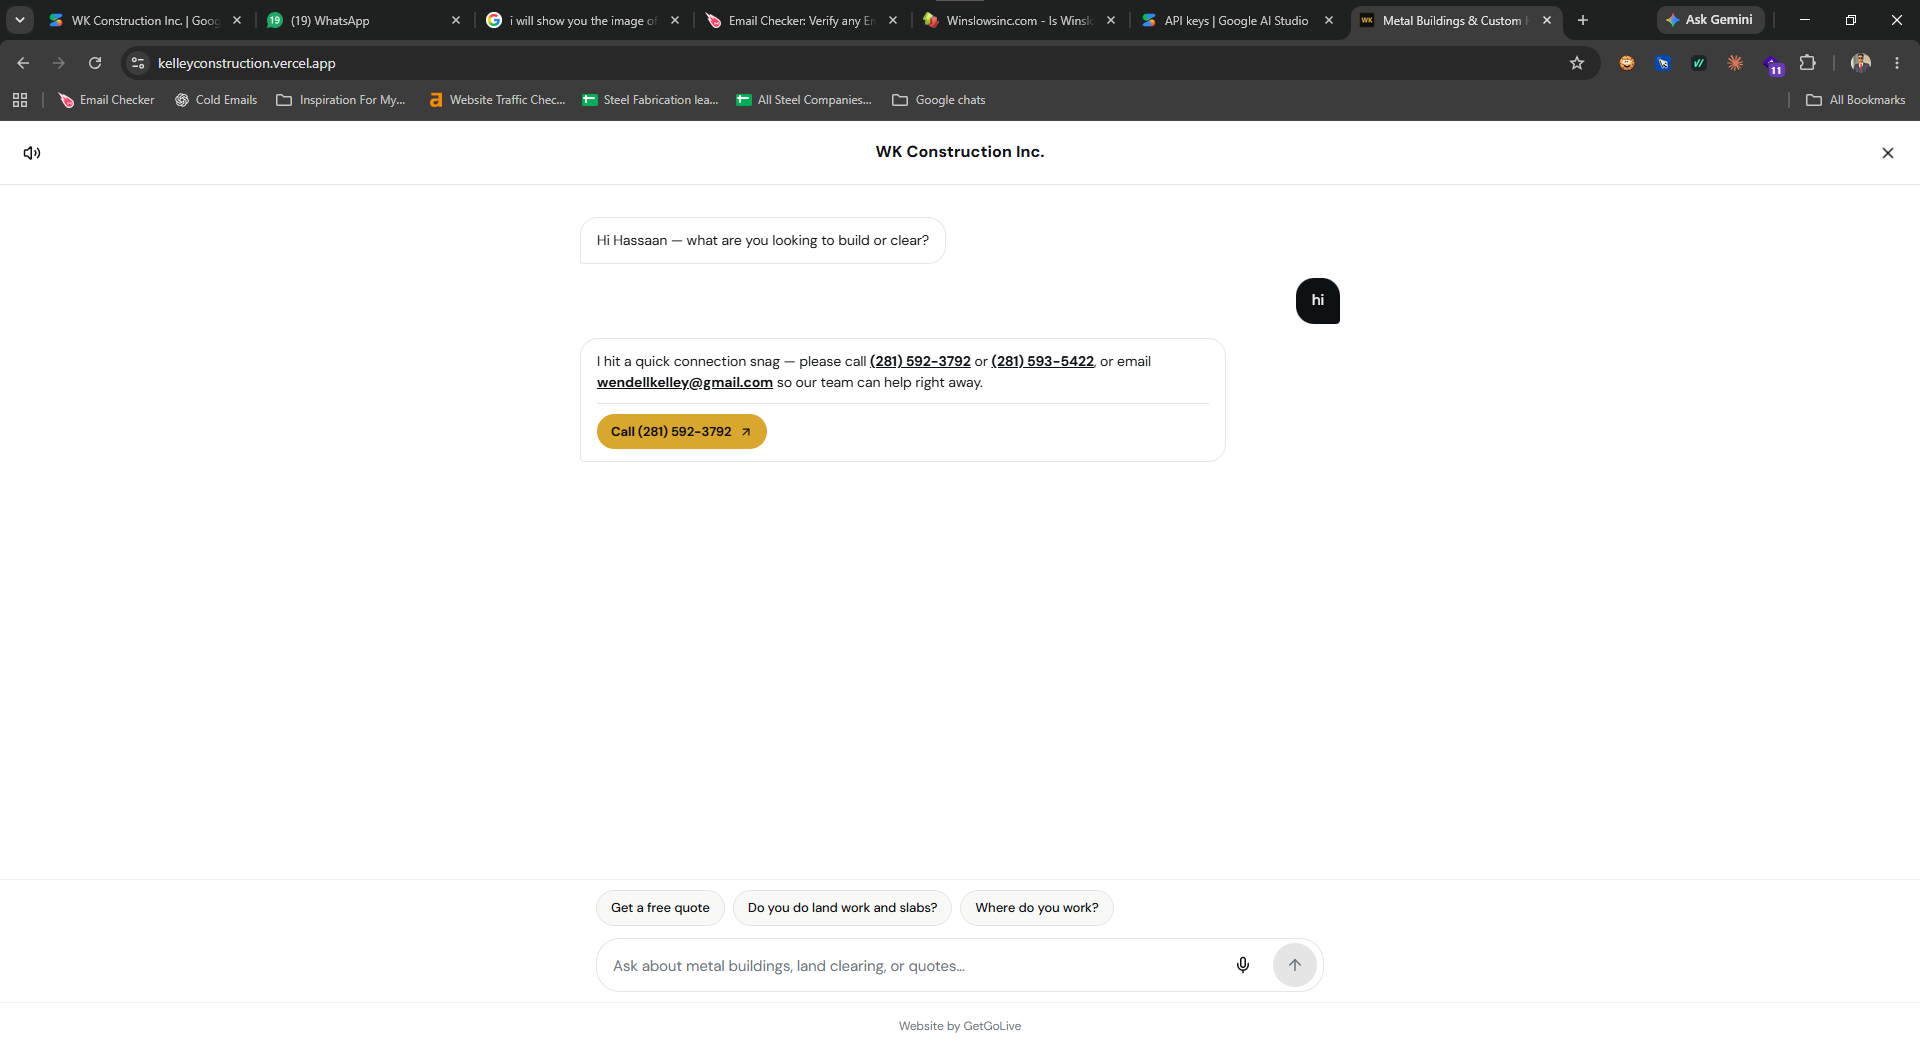 WK Construction Inc. | Goog
19
(19) WhatsApp
i will show you the image of
Email Checker: Verify any Em
Winslowsinc.com - Is Winslo
API keys | Google AI Studio
WK
Metal Buildings & Custom H
Ask Gemini
kelleyconstruction.vercel.app
11
Email Checker
Cold Emails
Inspiration For My...
Website Traffic Chec...
Steel Fabrication lea...
All Steel Companies...
Google chats
All Bookmarks
WK Construction Inc.
Hi Hassaan — what are you looking to build or clear?
hi
I hit a quick connection snag — please call (281) 592-3792 or (281) 593-5422, or email
wendellkelley@gmail.com so our team can help right away.
Call (281) 592-3792
Get a free quote
Do you do land work and slabs?
Where do you work?
Ask about metal buildings, land clearing, or quotes...
Website by GetGoLive